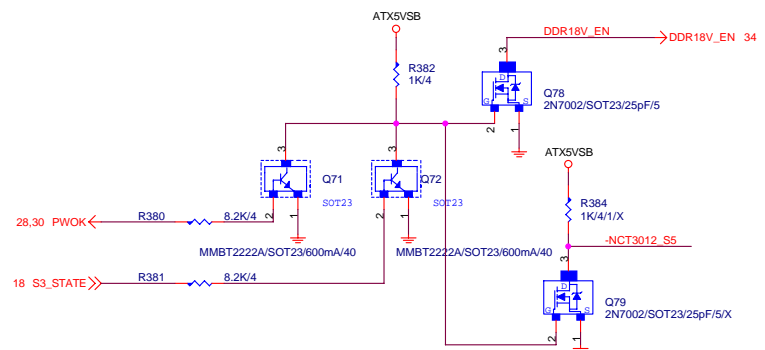 ATX5VSB
DDR18V_EN
DDR18V_EN 34
R382
1K/4
3
D
G
S
2
1
Q78
2N7002/SOT23/25pF/5
3
Q71
SOT23
2
1
3
Q72
SOT23
2
1
ATX5VSB
R384
1K/4/1/X
28,30 PWOK
R380
8.2K/4
MMBT2222A/SOT23/600mA/40
MMBT2222A/SOT23/600mA/40
-NCT3012_S5
18 S3_STATE
R381
8.2K/4
3
D
G
S
2
1
Q79
2N7002/SOT23/25pF/5/X